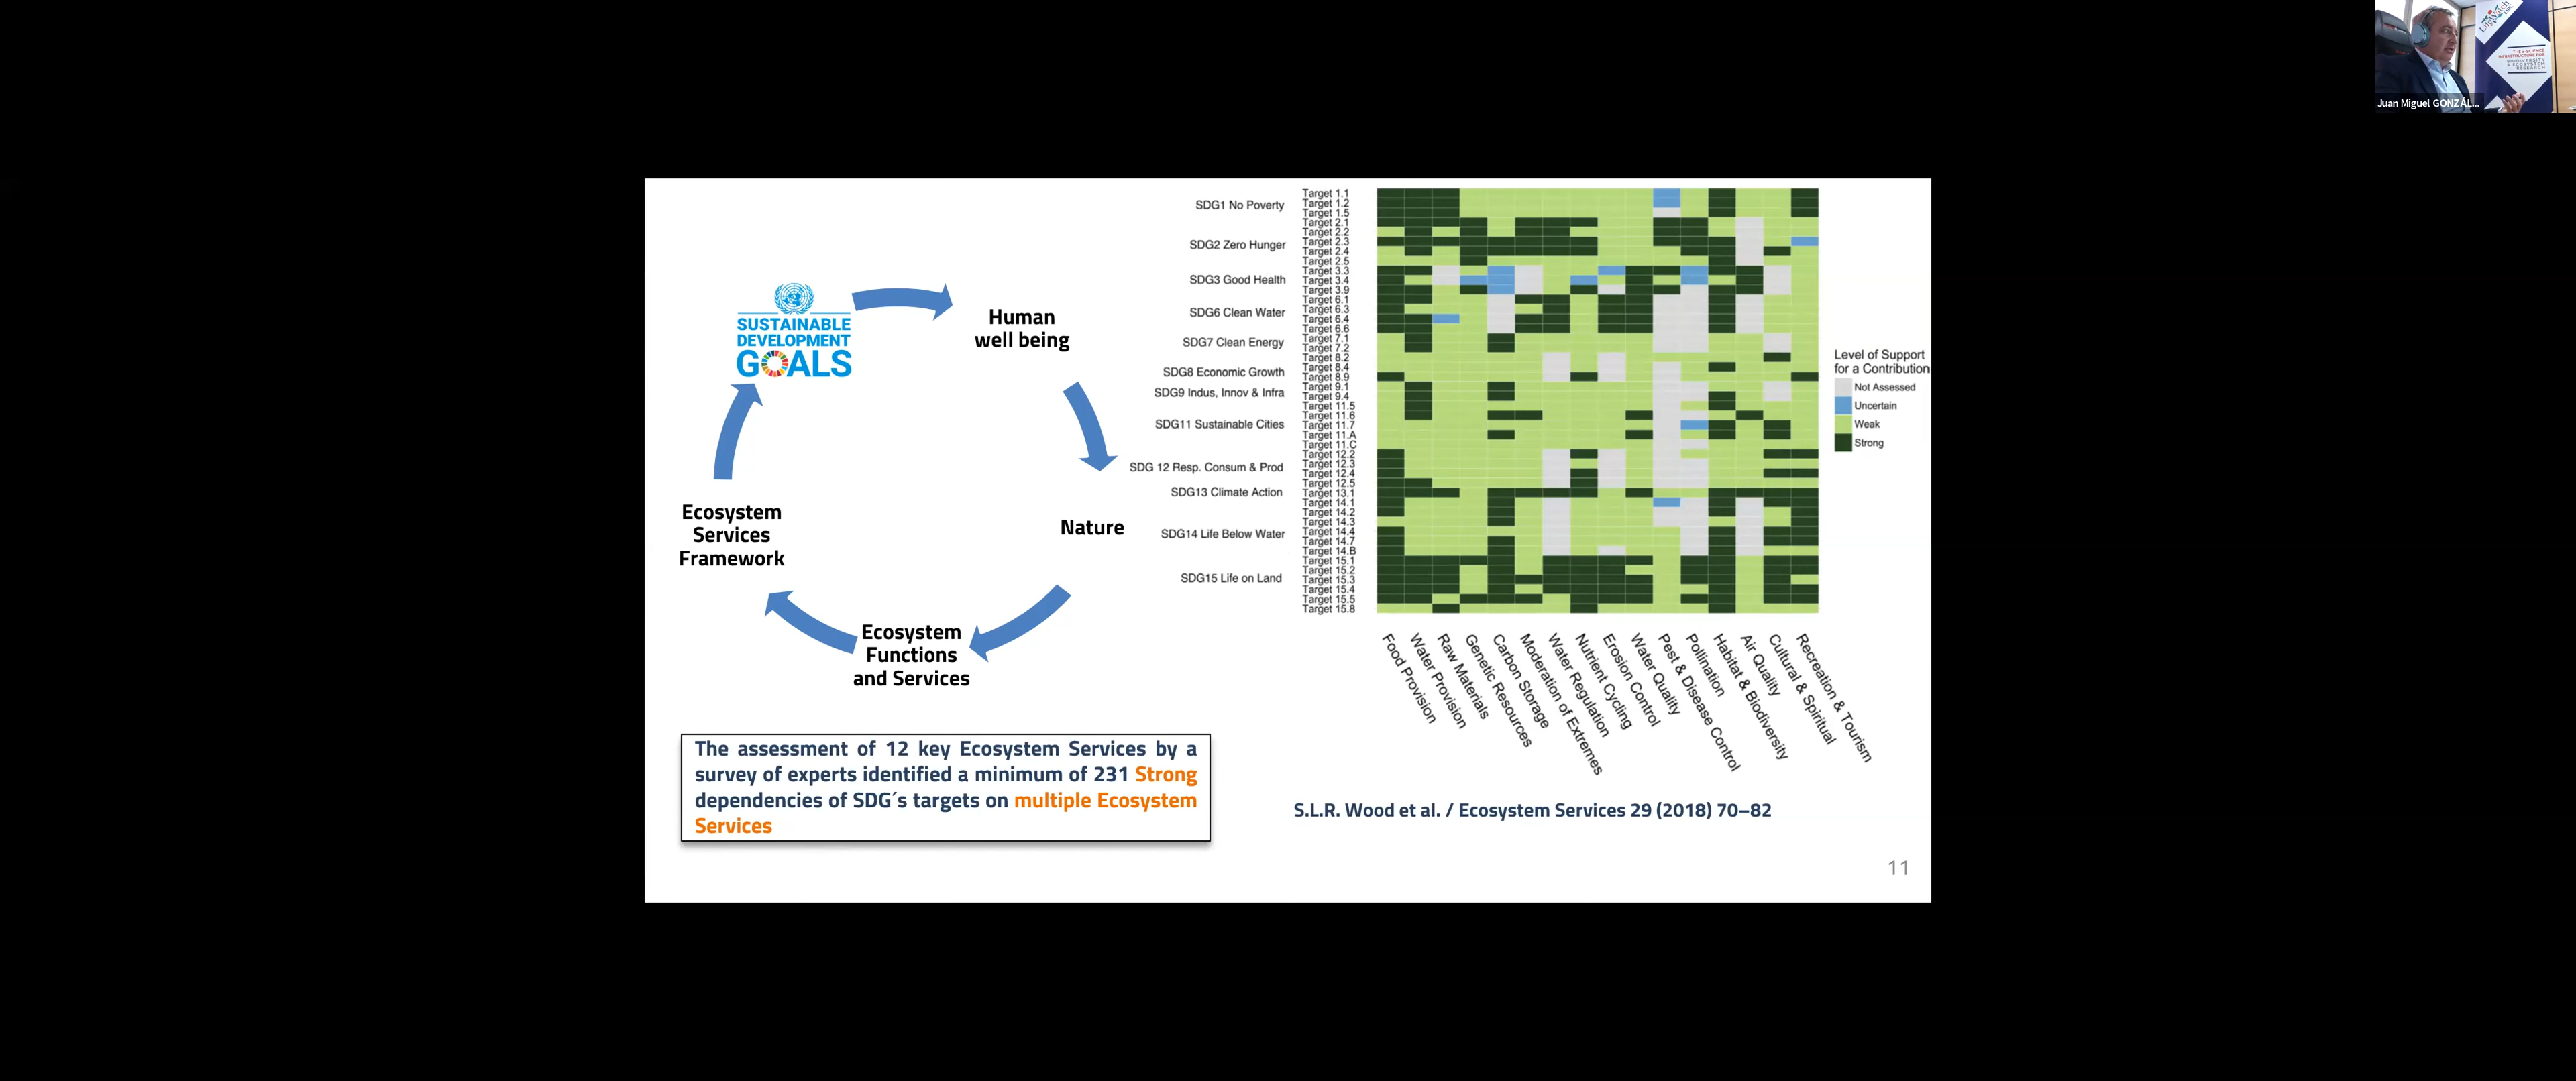 Juan Miguel GONZÁL...
LifeWatch
ERIC
THE e-SCIENCE
INFRASTRUCTURE FOR
BIODIVERSITY
& ECOSYSTEM
RESEARCH
SUSTAINABLE
DEVELOPMENT
GOALS
Human
well being
Nature
Ecosystem
Functions
and Services
Ecosystem
Services
Framework
The assessment of 12 key Ecosystem Services by a
survey of experts identified a minimum of 231 Strong
dependencies of SDG´s targets on multiple Ecosystem
Services
SDG1 No Poverty
SDG2 Zero Hunger
SDG3 Good Health
SDG6 Clean Water
SDG7 Clean Energy
SDG8 Economic Growth
SDG9 Indus, Innov & Infra
SDG11 Sustainable Cities
SDG 12 Resp. Consum & Prod
SDG13 Climate Action
SDG14 Life Below Water
SDG15 Life on Land
Target 1.1
Target 1.2
Target 1.5
Target 2.1
Target 2.2
Target 2.3
Target 2.4
Target 2.5
Target 3.3
Target 3.4
Target 3.9
Target 6.1
Target 6.3
Target 6.4
Target 6.6
Target 7.1
Target 7.2
Target 8.2
Target 8.4
Target 8.9
Target 9.1
Target 9.4
Target 11.5
Target 11.6
Target 11.7
Target 11.A
Target 11.C
Target 12.2
Target 12.3
Target 12.4
Target 12.5
Target 13.1
Target 14.1
Target 14.2
Target 14.3
Target 14.4
Target 14.7
Target 14.B
Target 15.1
Target 15.2
Target 15.3
Target 15.4
Target 15.5
Target 15.8
Food Provision
Water Provision
Raw Materials
Genetic Resources
Carbon Storage
Moderation of Extremes
Water Regulation
Nutrient Cycling
Erosion Control
Water Quality
Pest & Disease Control
Pollination
Habitat & Biodiversity
Air Quality
Cultural & Spiritual
Recreation & Tourism
Level of Support
for a Contribution
Not Assessed
Uncertain
Weak
Strong
S.L.R. Wood et al. / Ecosystem Services 29 (2018) 70–82
11